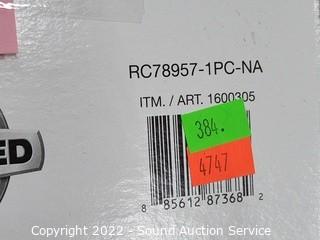 RC78957-1PC-NA
ITM. / ART. 1600305
384.
4747
ED
8 85612 87368 2
Copyright 2022 - Auction Sound Service